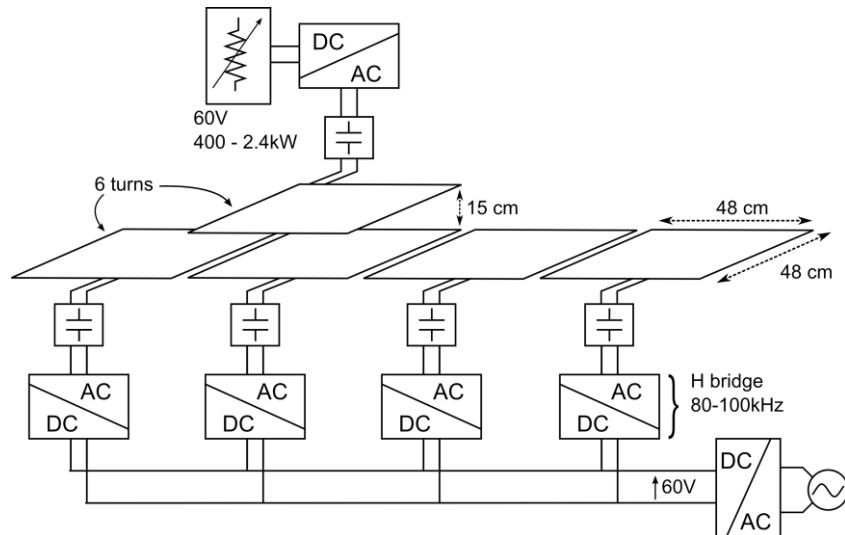 DC
AC
60V
400 - 2.4kW
6 turns
15 cm
48 cm
48 cm
AC
DC
AC
DC
AC
DC
AC
DC
H bridge
80-100kHz
60V
DC
AC